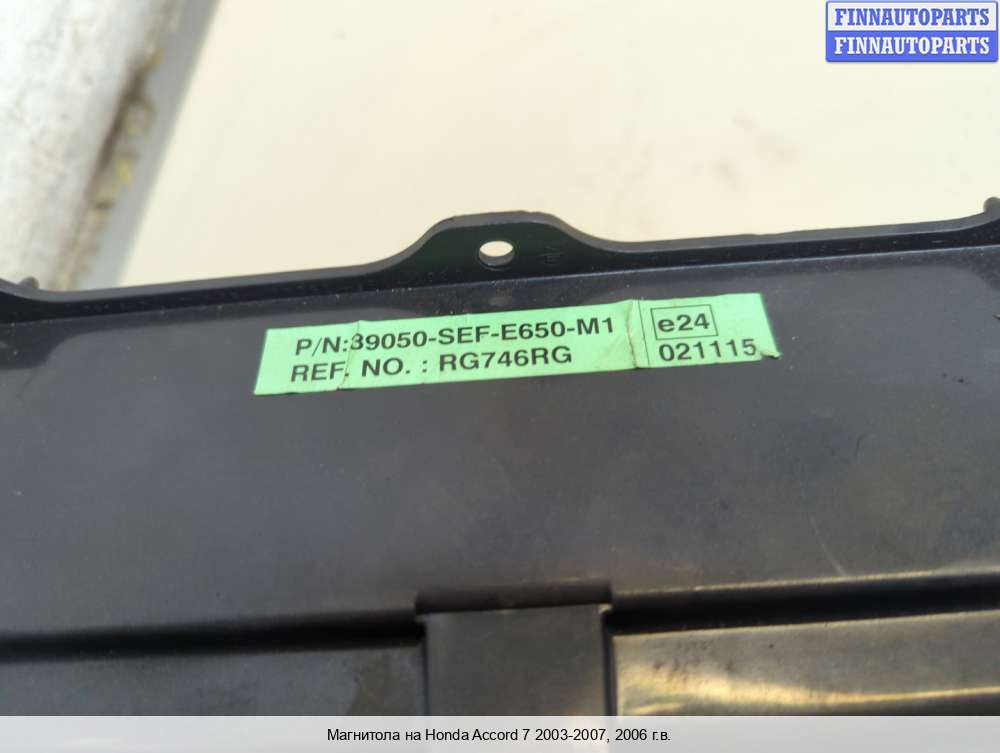 FINNAUTOPARTS
FINNAUTOPARTS
P/N:39050-SEF-E650-M1
REF. NO. : RG746RG
e24
021115
Магнитола на Honda Accord 7 2003-2007, 2006 г.в.